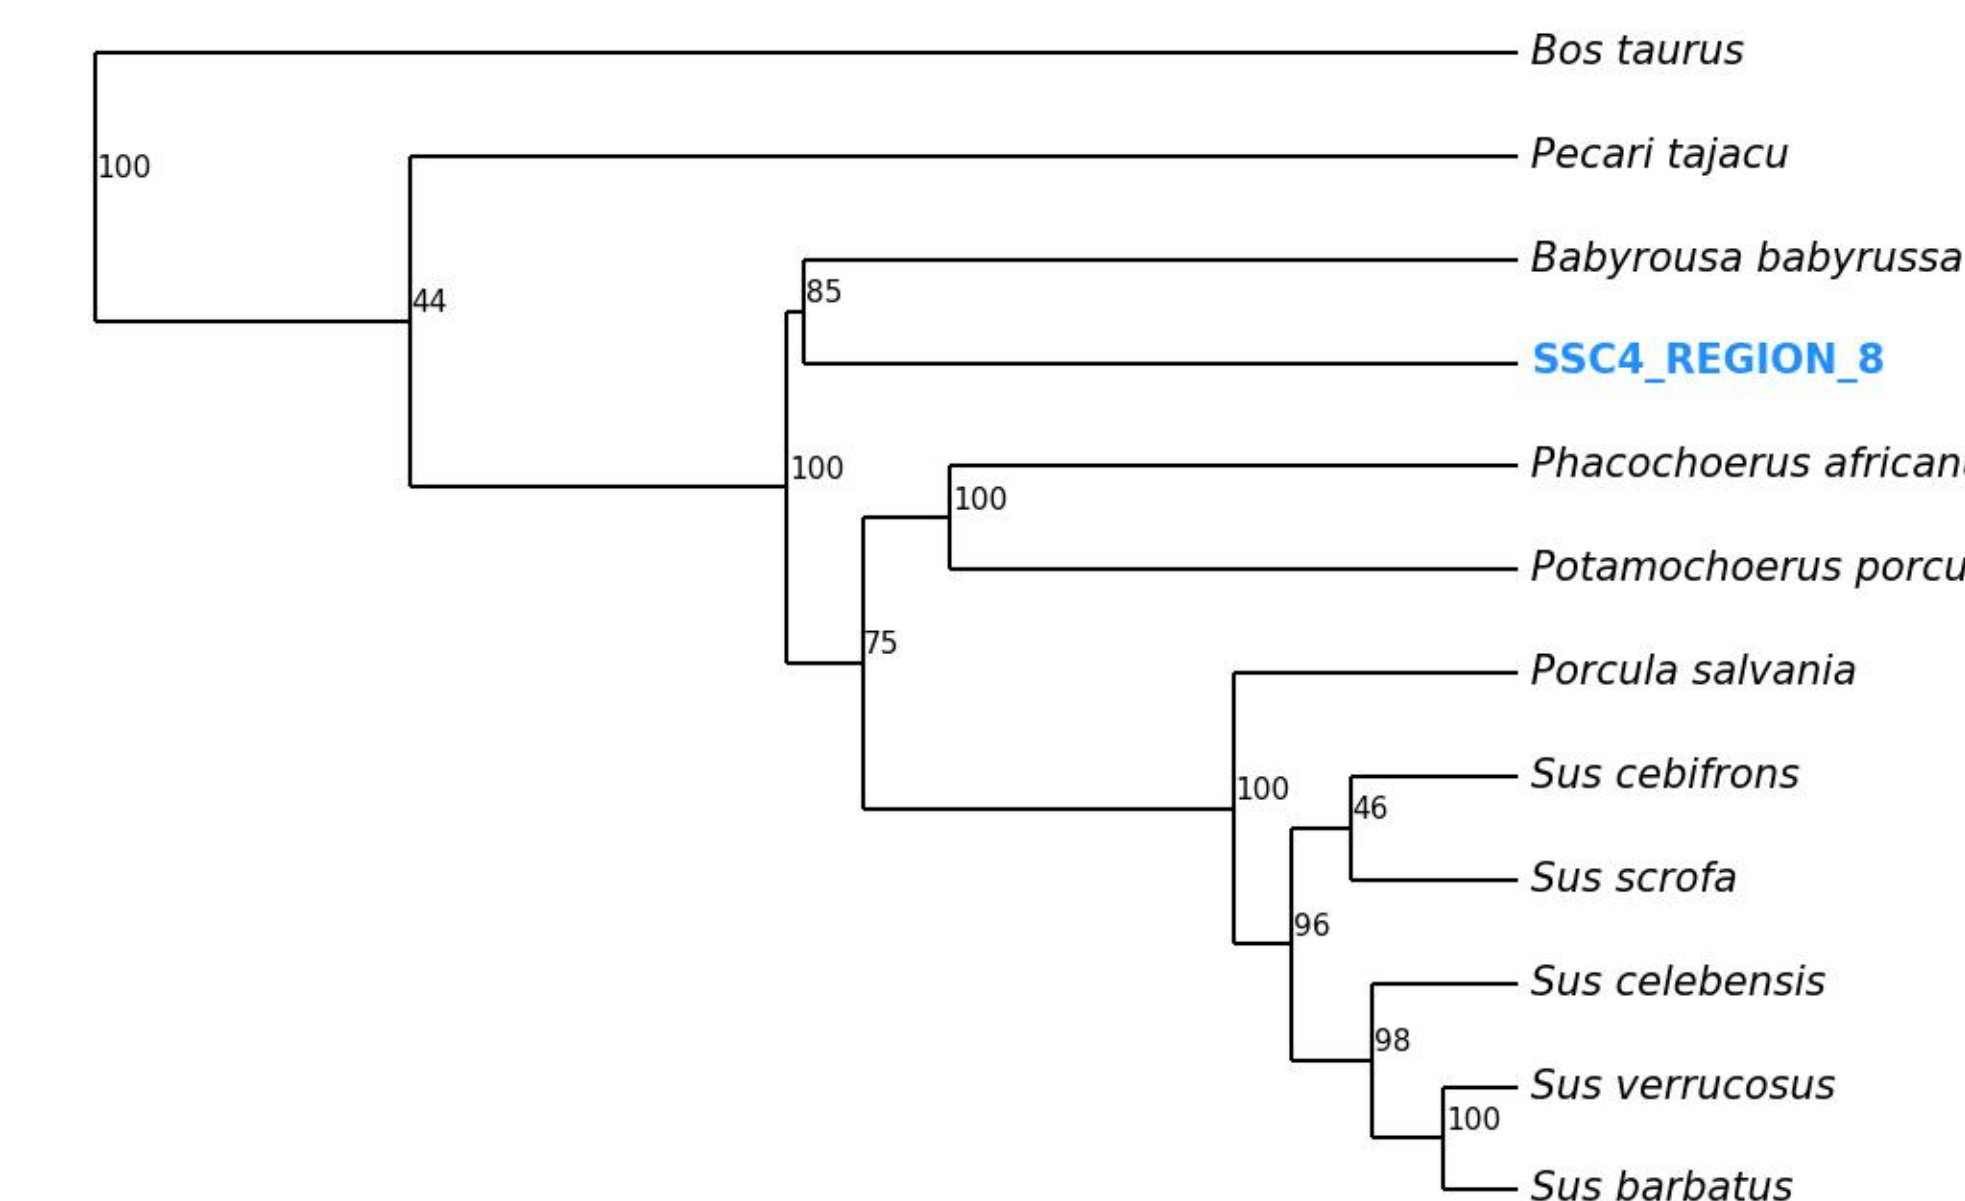 Bos taurus
100
Pecari tajacu
Babyrousa babyrussa
85
44
SSC4_REGION_8
Phacochoerus african
100
100
Potamochoerus porcu
75
Porcula salvania
100
Sus cebifrons
46
Sus scrofa
96
Sus celebensis
98
Sus verrucosus
100
Sus barbatus